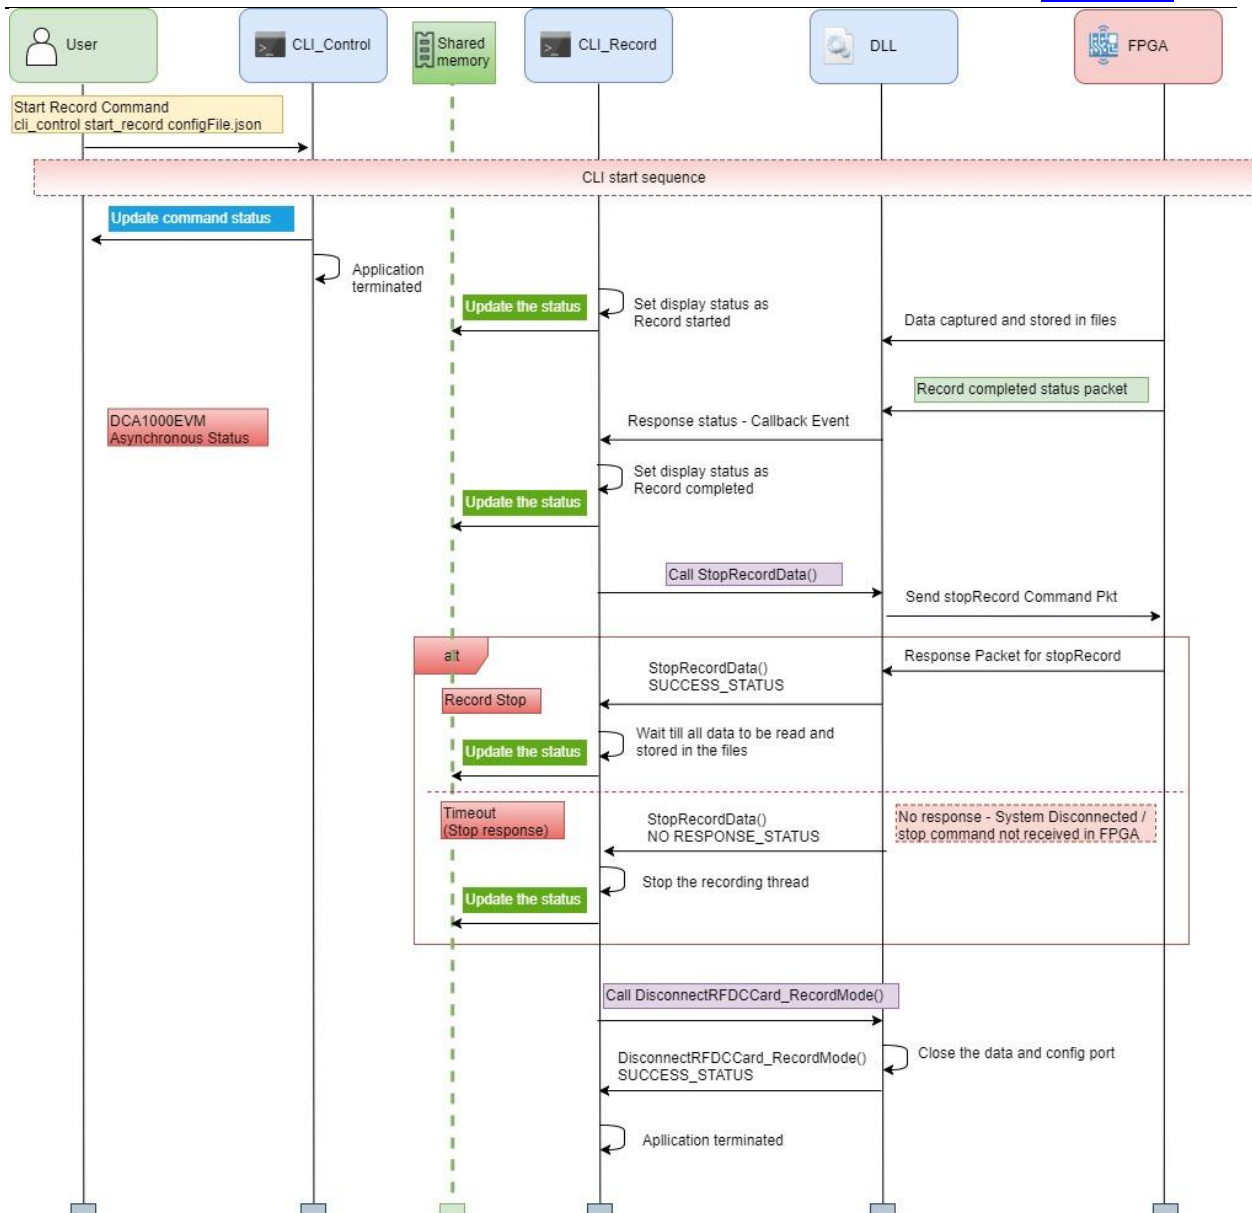 User
CLI_Control
Shared
memory
CLI_Record
DLL
FPGA
Start Record Command
cli_control start_record configFile.json
CLI start sequence
Update command status
Application
terminated
Update the status
Set display status as
Record started
Data captured and stored in files
Record completed status packet
DCA1000EVM
Asynchronous Status
Response status - Callback Event
Set display status as
Record completed
Update the status
Call StopRecordData()
Send stopRecord Command Pkt
alt
Response Packet for stopRecord
StopRecordData()
SUCCESS_STATUS
Record Stop
Wait till all data to be read and
stored in the files
Update the status
Timeout
(Stop response)
StopRecordData()
NO RESPONSE_STATUS
No response - System Disconnected /
stop command not received in FPGA
Stop the recording thread
Update the status
Call DisconnectRFDCCard_RecordMode()
Close the data and config port
DisconnectRFDCCard_RecordMode()
SUCCESS_STATUS
Apllication terminated